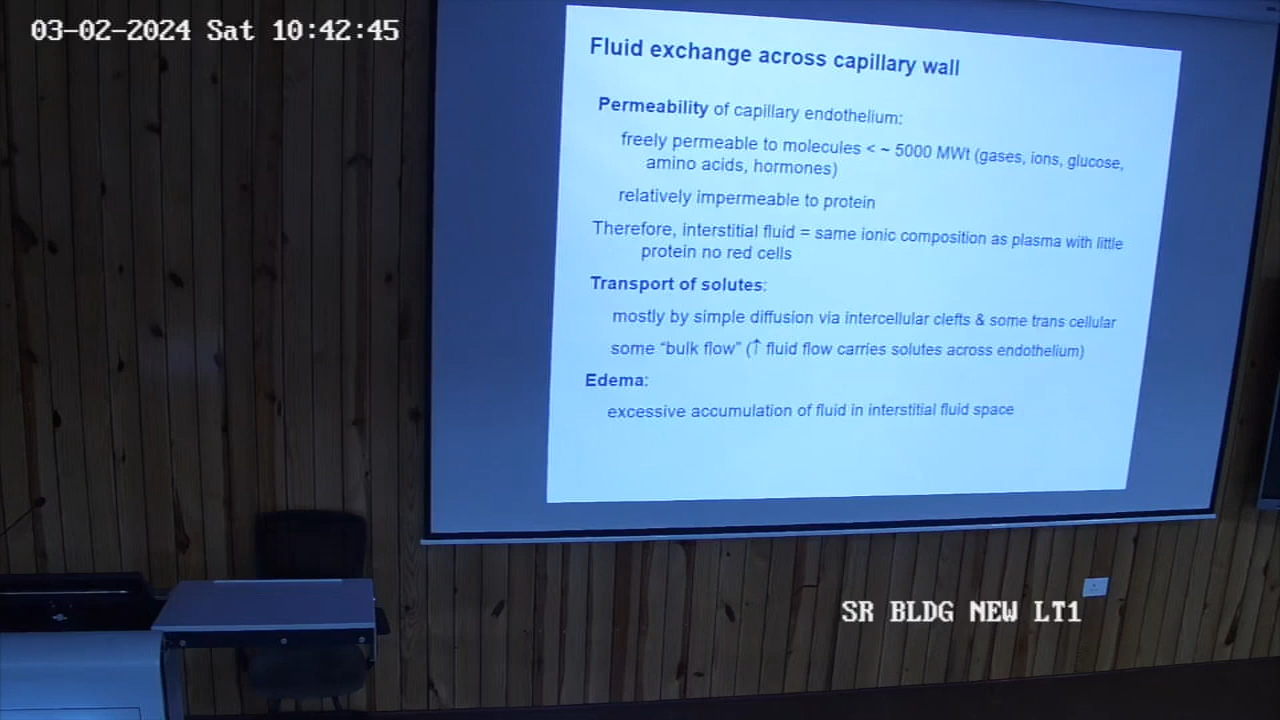 03-02-2024 Sat 10:42:45
Fluid exchange across capillary wall
Permeability of capillary endothelium:
freely permeable to molecules < ~ 5000 MWt (gases, ions, glucose,
amino acids, hormones)
relatively impermeable to protein
Therefore, interstitial fluid = same ionic composition as plasma with little
protein no red cells
Transport of solutes:
mostly by simple diffusion via intercellular clefts & some trans cellular
some “bulk flow” (↑ fluid flow carries solutes across endothelium)
Edema:
excessive accumulation of fluid in interstitial fluid space
SR BLDG NEW LT1